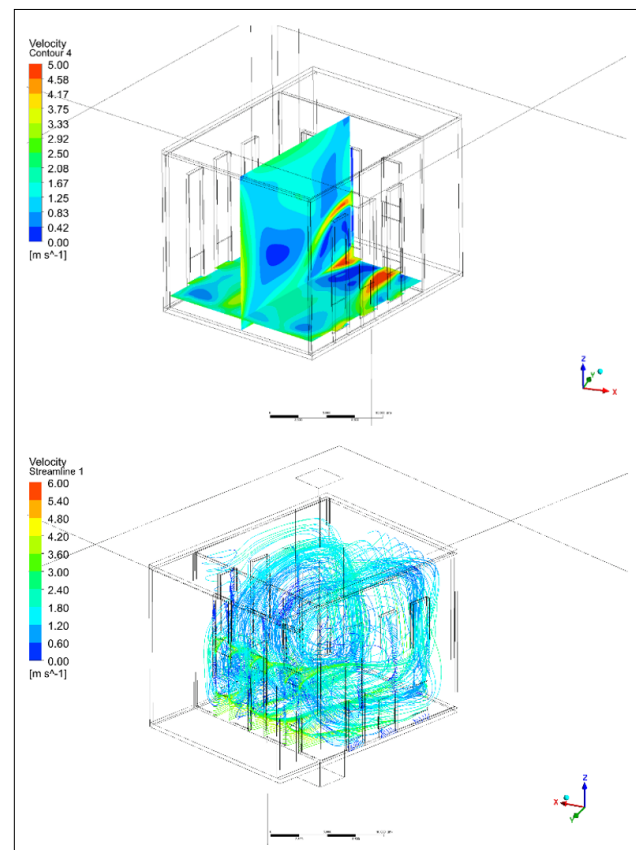 Velocity
Contour 4
5.00
4.58
4.17
3.75
3.33
2.92
2.50
2.08
1.67
1.25
0.83
0.42
0.00
[m s^-1]
Z
Y
X
Velocity
Streamline 1
6.00
5.40
4.80
4.20
3.60
3.00
2.40
1.80
1.20
0.60
0.00
[m s^-1]
Z
X
Y